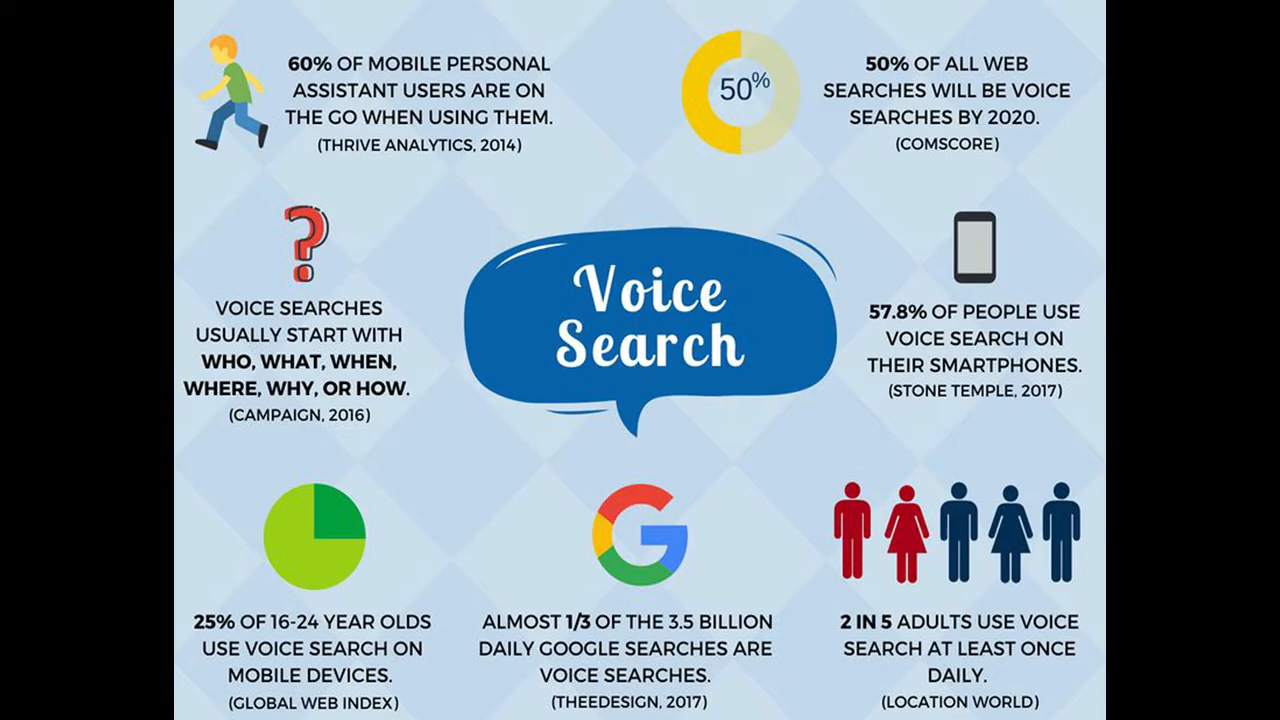 60% OF MOBILE PERSONAL
ASSISTANT USERS ARE ON
THE GO WHEN USING THEM.
(THRIVE ANALYTICS, 2014)
50%
50% OF ALL WEB
SEARCHES WILL BE VOICE
SEARCHES BY 2020.
(COMSCORE)
VOICE SEARCHES
USUALLY START WITH
WHO, WHAT, WHEN,
WHERE, WHY, OR HOW.
(CAMPAIGN, 2016)
Voice
Search
57.8% OF PEOPLE USE
VOICE SEARCH ON
THEIR SMARTPHONES.
(STONE TEMPLE, 2017)
25% OF 16-24 YEAR OLDS
USE VOICE SEARCH ON
MOBILE DEVICES.
(GLOBAL WEB INDEX)
ALMOST 1/3 OF THE 3.5 BILLION
DAILY GOOGLE SEARCHES ARE
VOICE SEARCHES.
(THEEDESIGN, 2017)
2 IN 5 ADULTS USE VOICE
SEARCH AT LEAST ONCE
DAILY.
(LOCATION WORLD)